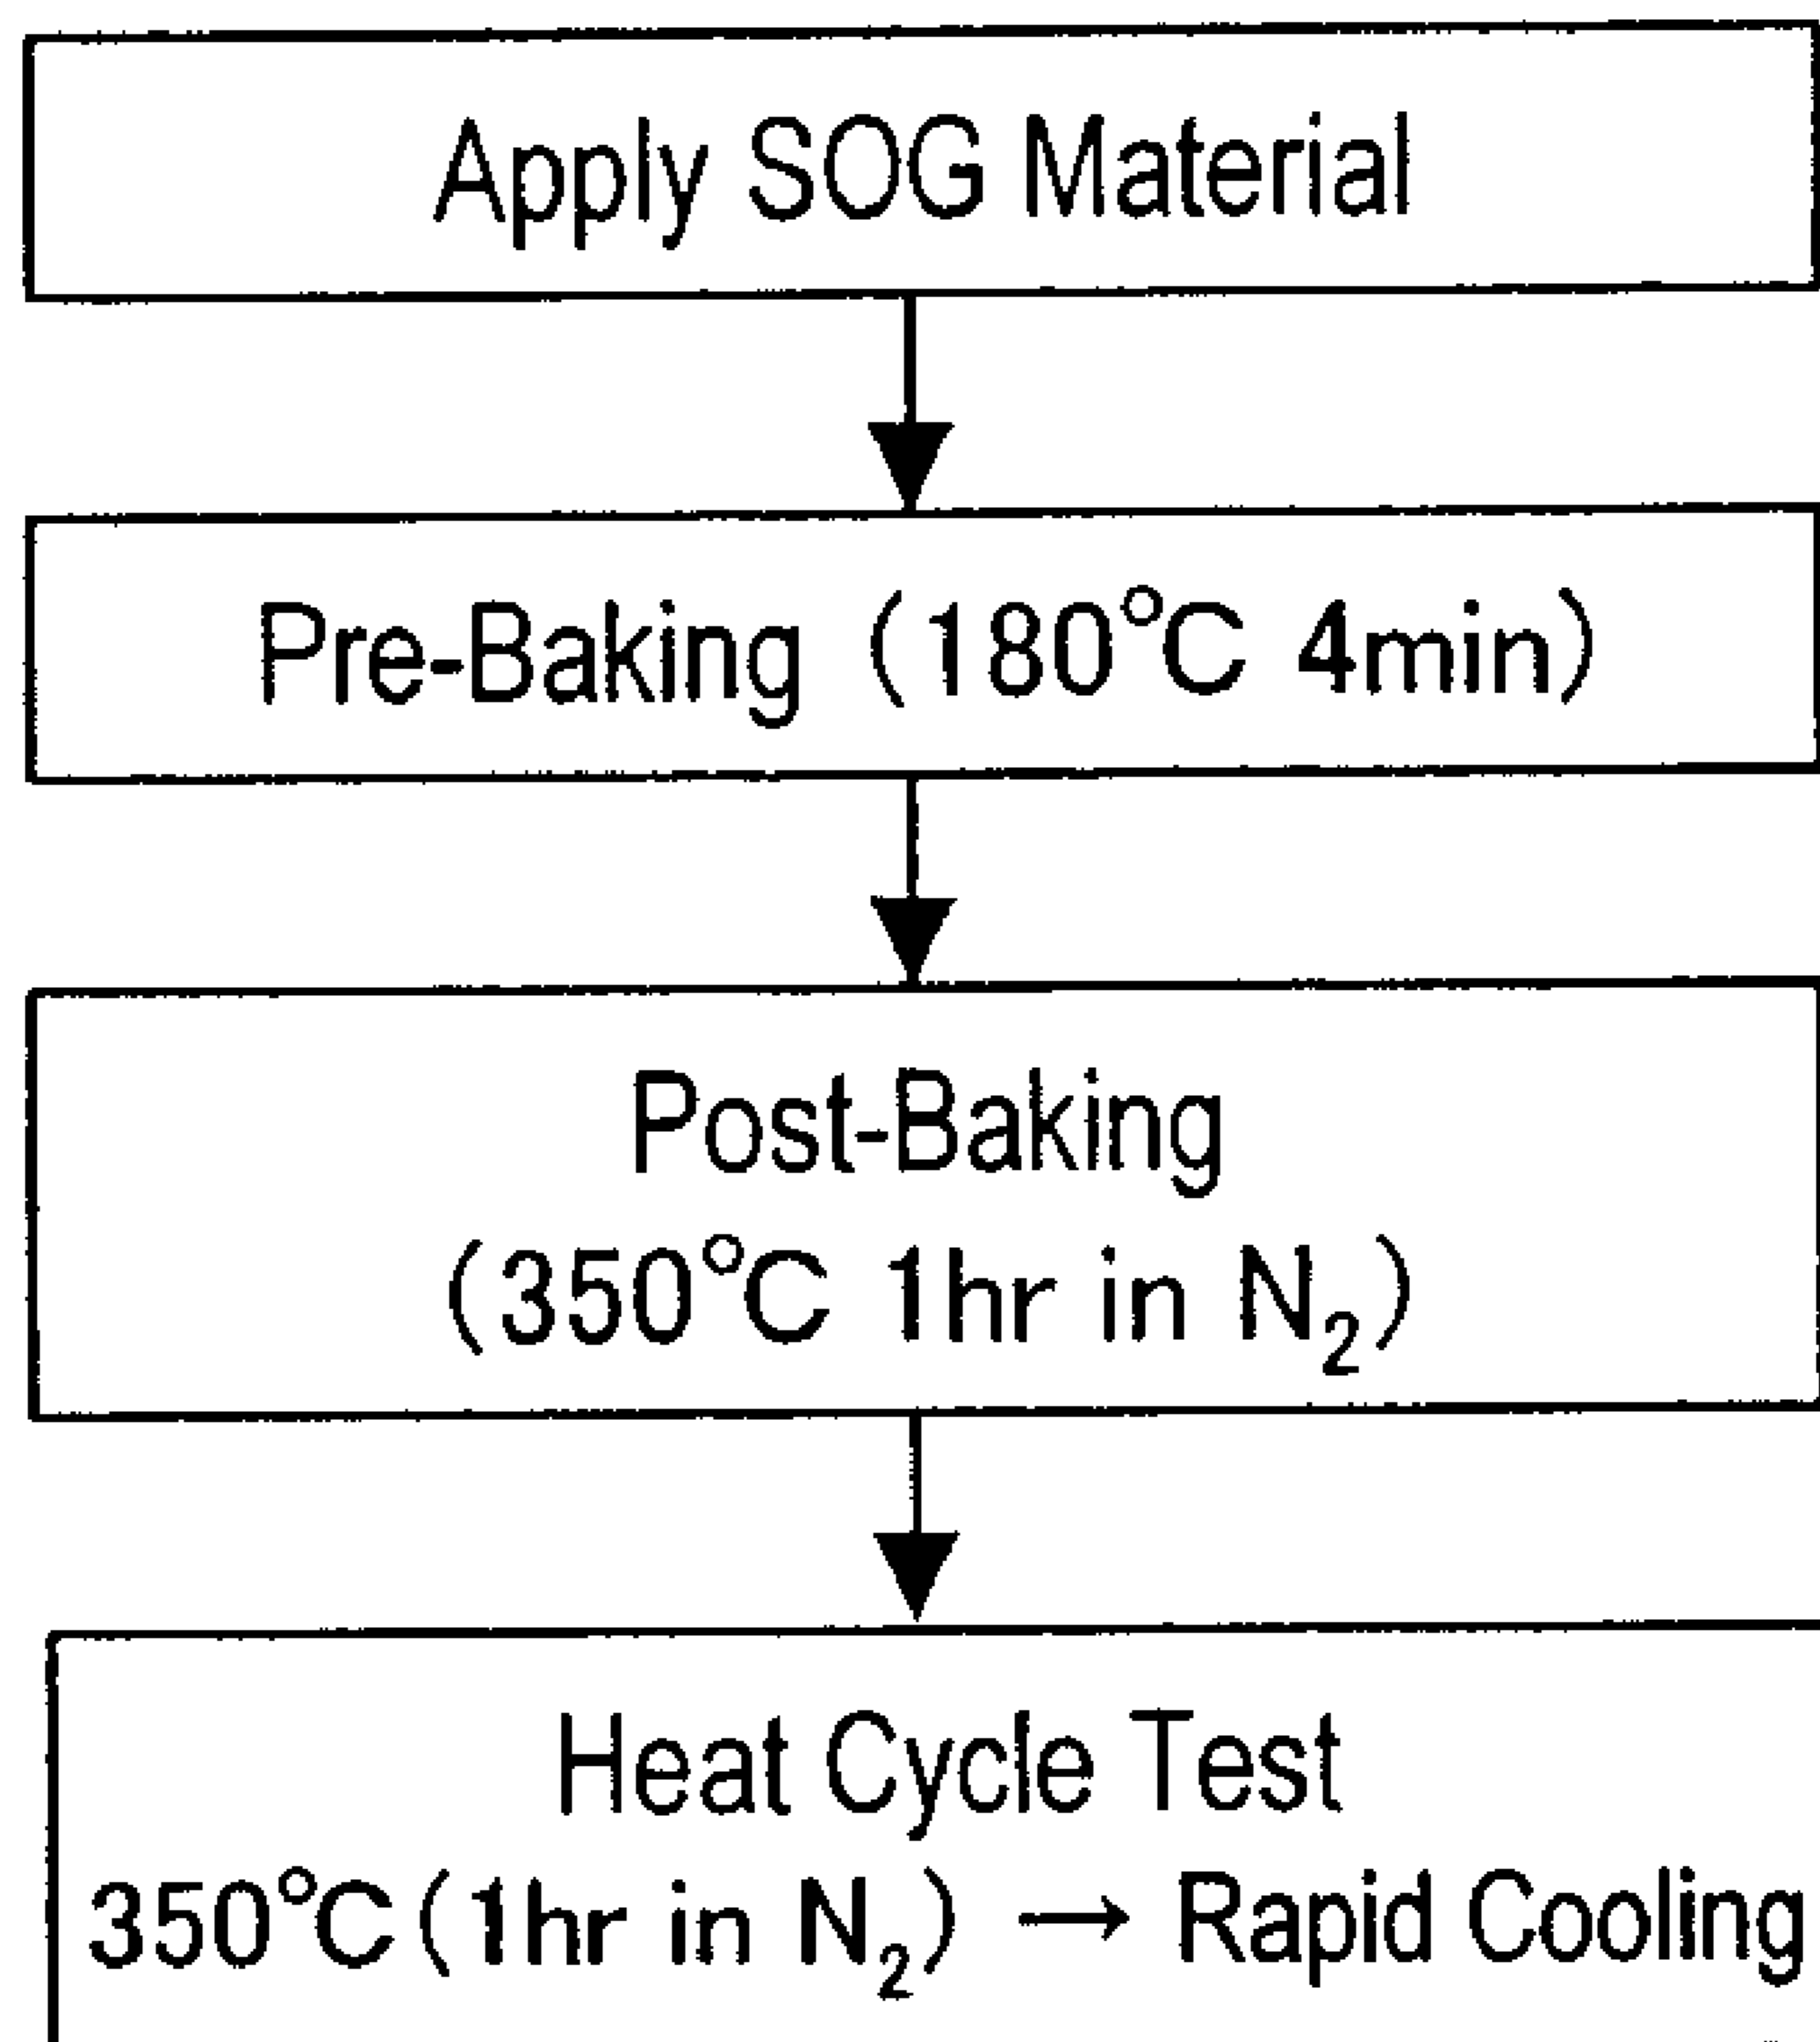 Apply SOG Material
Pre-Baking (180°C 4min)
Post-Baking
(350°C 1hr in N₂)
Heat Cycle Test
350°C(1hr in N₂) → Rapid Cooling